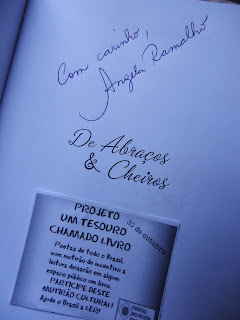 Com carinho,
Angela Ramalho
De Abraços
& Cheiros
PROJETO
UM TESOURO
CHAMADO LIVRO
30 de outubro
Poetas de todo o Brasil,
num mutirão de incentivo a
leitura deixarão em algum
espaço público um livro.
PARTICIPE DESTE
MUTIRÃO CULTURAL!
Ajude o Brasil a LER!